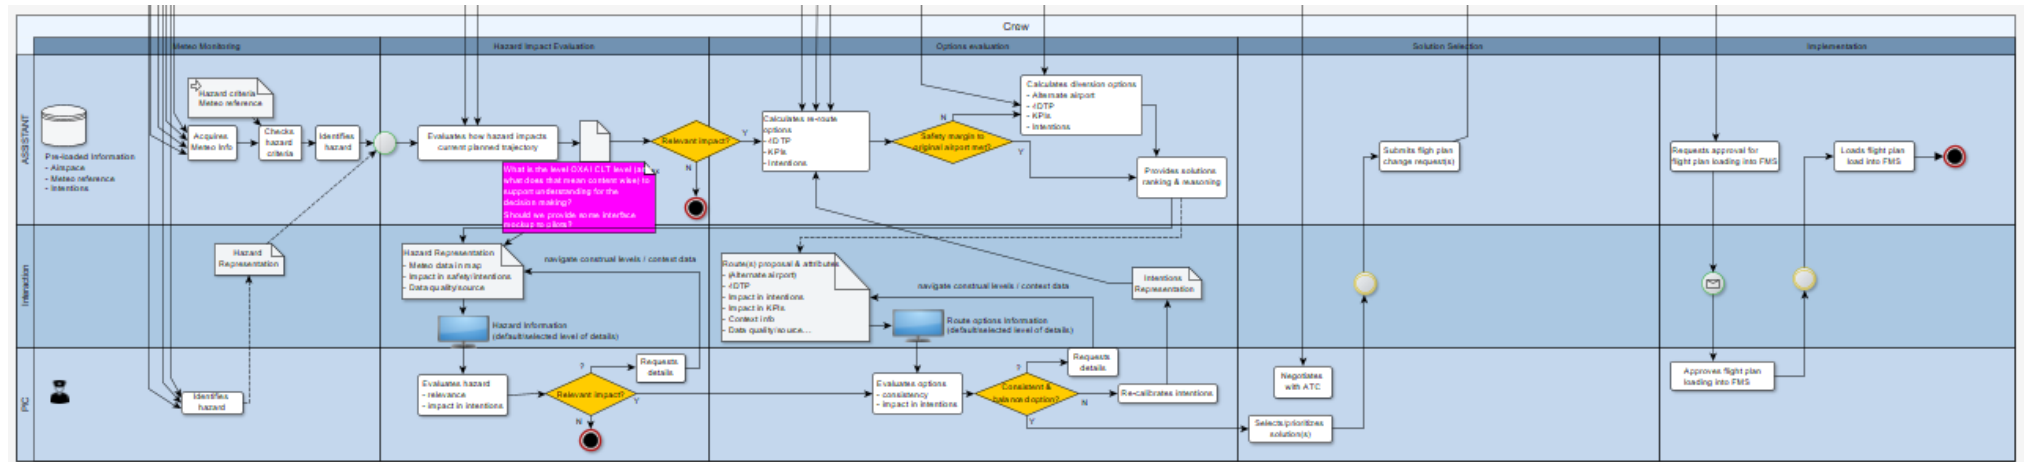 Crew
Meteo Monitoring
Hazard Impact Evaluation
Options evaluation
Solution Selection
Implementation
ASSISTANT
Pre-loaded information
- Airspace
- Meteo reference
- Intentions
Hazard criteria
Meteo reference
Acquires
Meteo Info
Checks
hazard
criteria
Identifies
hazard
Evaluates how hazard impacts
current planned trajectory
Relevant impact?
Y
N
What is the level OXAI CLT level (an
what does that mean content wise) to
support understanding for the
decision making?
Should we provide some interface
mockup to pilots?
Calculates re-route
options
- 4DTP
- KPIs
- Intentions
Safety margin to
original airport met?
N
Y
Calculates diversion options
- Alternate airport
- 4DTP
- KPIs
- Intentions
Provides solutions
ranking & reasoning
Submits fligh plan
change request(s)
Requests approval for
flight plan loading into FMS
Loads flight plan
load into FMS
Interaction
Hazard
Representation
Hazard Representation
- Meteo data in map
- Impact in safety/intentions
- Data quality/source
navigate construal levels / context data
Hazard Information
(default/selected level of details)
Route(s) proposal & attributes
- (Alternate airport)
- 4DTP
- Impact in intentions
- Impact in KPIs
- Context info
- Data quality/source...
navigate construal levels / context data
Route options Information
(default/selected level of details)
Intentions
Representation
PIC
Identifies
hazard
Evaluates hazard
- relevance
- impact in intentions
Relevant impact?
?
Y
N
Requests
details
Evaluates options
- consistency
- Impact in intentions
Consistent &
balanced option?
?
N
Y
Requests
details
Re-calibrates intentions
Negotiates
with ATC
Selects/prioritizes
solution(s)
Approves flight plan
loading into FMS